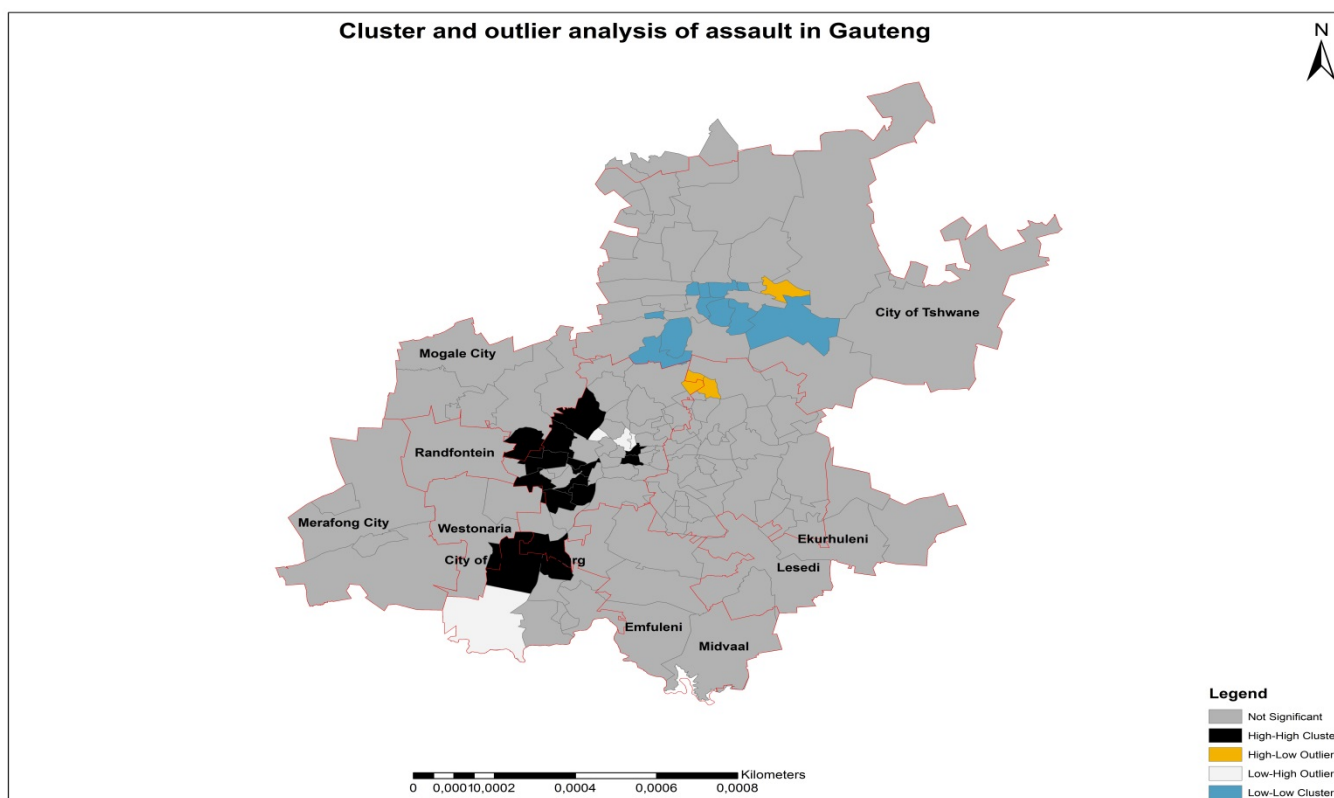 Cluster and outlier analysis of assault in Gauteng
N
City of Tshwane
Mogale City
Randfontein
Merafong City
Westonaria
Ekurhuleni
City of rg
Lesedi
Emfuleni
Midvaal
Legend
Not Significant
High-High Cluster
High-Low Outlier
Low-High Outlier
Low-Low Cluster
Kilometers
0 0,00010,0002 0,0004 0,0006 0,0008